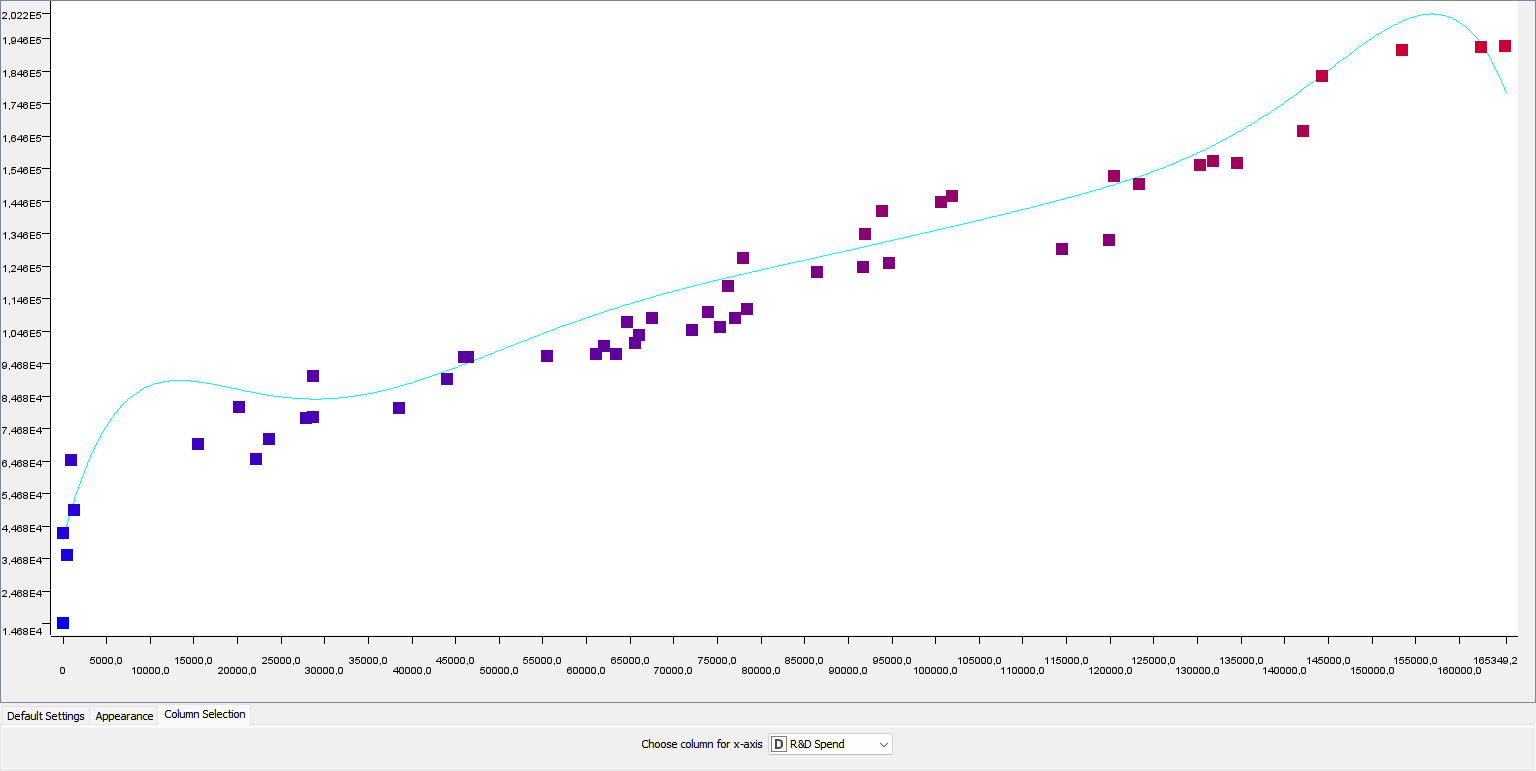 2,022E5
1,946E5
1,846E5
1,746E5
1,646E5
1,546E5
1,446E5
1,346E5
1,246E5
1,146E5
1,046E5
9,468E4
8,468E4
7,468E4
6,468E4
5,468E4
4,468E4
3,468E4
2,468E4
1,468E4
5000,0 15000,0 25000,0 35000,0 45000,0 55000,0 65000,0 75000,0 85000,0 95000,0 105000,0 115000,0 125000,0 135000,0 145000,0 155000,0 165349,2
0 10000,0 20000,0 30000,0 40000,0 50000,0 60000,0 70000,0 80000,0 90000,0 100000,0 110000,0 120000,0 130000,0 140000,0 150000,0 160000,0
Default Settings Appearance Column Selection
Choose column for x-axis D R&D Spend